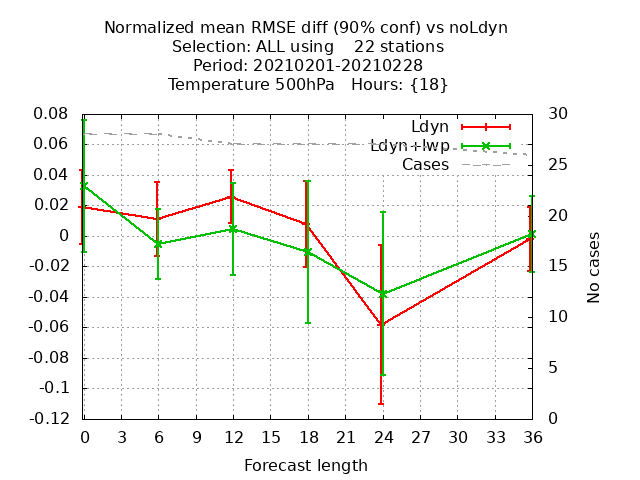 Normalized mean RMSE diff (90% conf) vs noLdyn
Selection: ALL using    22 stations
Period: 20210201-20210228
Temperature 500hPa   Hours: {18}
0.08
0.06
0.04
0.02
0
-0.02
-0.04
-0.06
-0.08
-0.1
-0.12
Ldyn
Ldyn+lwp
Cases
30
25
20
15
10
5
0
No cases
0 3 6 9 12 15 18 21 24 27 30 33 36
Forecast length